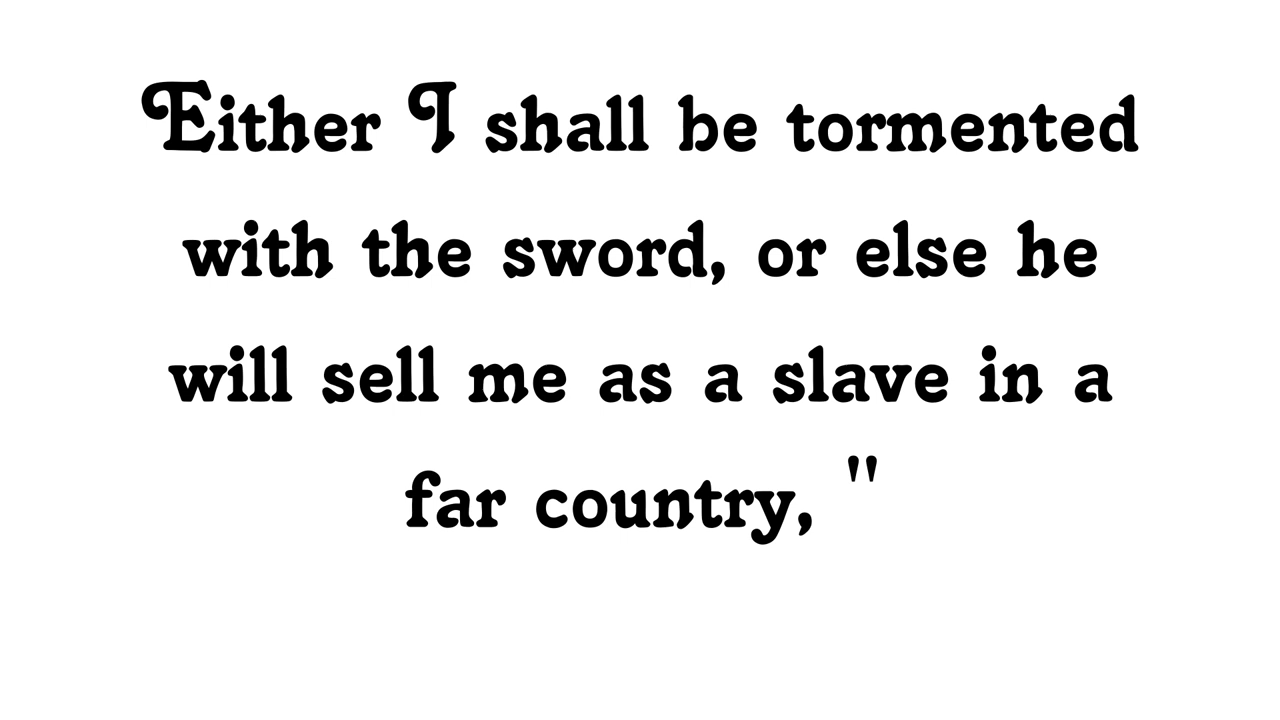 Either I shall be tormented
with the sword, or else he
will sell me as a slave in a
far country, "